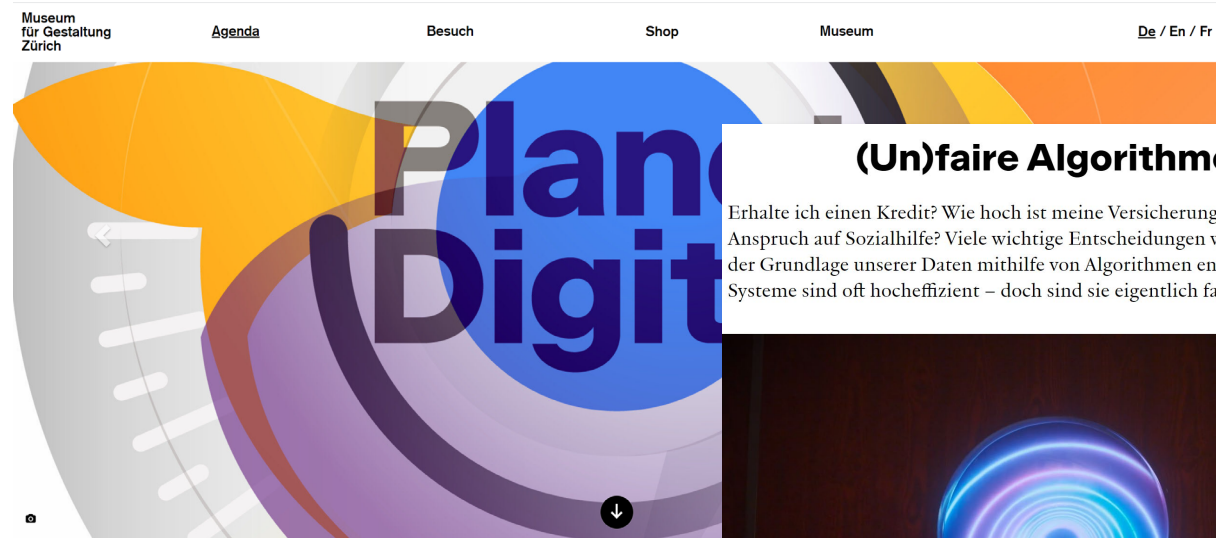 Museum
für Gestaltung
Zürich
Agenda
Besuch
Shop
Museum
De / En / Fr
Plane
Digit
(Un)faire Algorithme
Erhalte ich einen Kredit? Wie hoch ist meine Versicherung
Anspruch auf Sozialhilfe? Viele wichtige Entscheidungen
der Grundlage unserer Daten mithilfe von Algorithmen en
Systeme sind oft hocheffizient – doch sind sie eigentlich fa